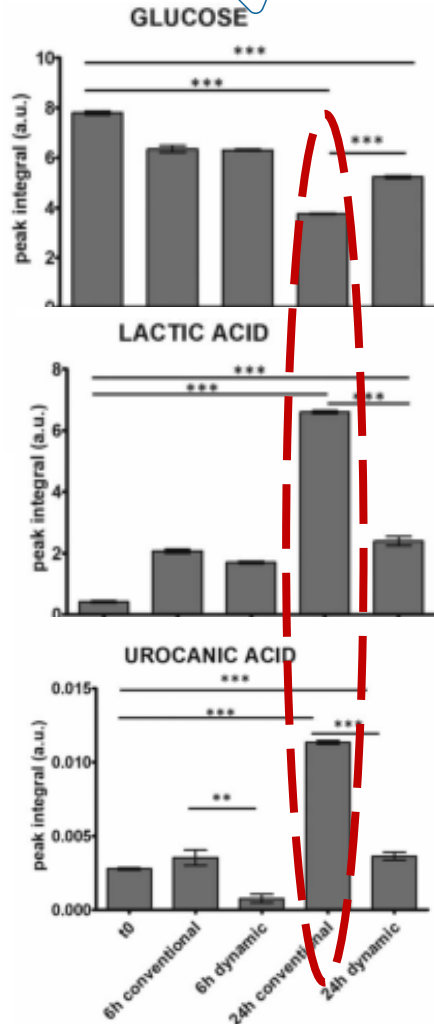 GLUCOSE
***
***
***
peak integral (a.u.)
10
8
6
4
2
0
LACTIC ACID
***
***
***
peak integral (a.u.)
8
6
4
2
0
UROCANIC ACID
***
***
***
**
peak integral (a.u.)
0.015
0.010
0.005
0.000
t0
6h conventional
6h dynamic
24h conventional
24h dynamic